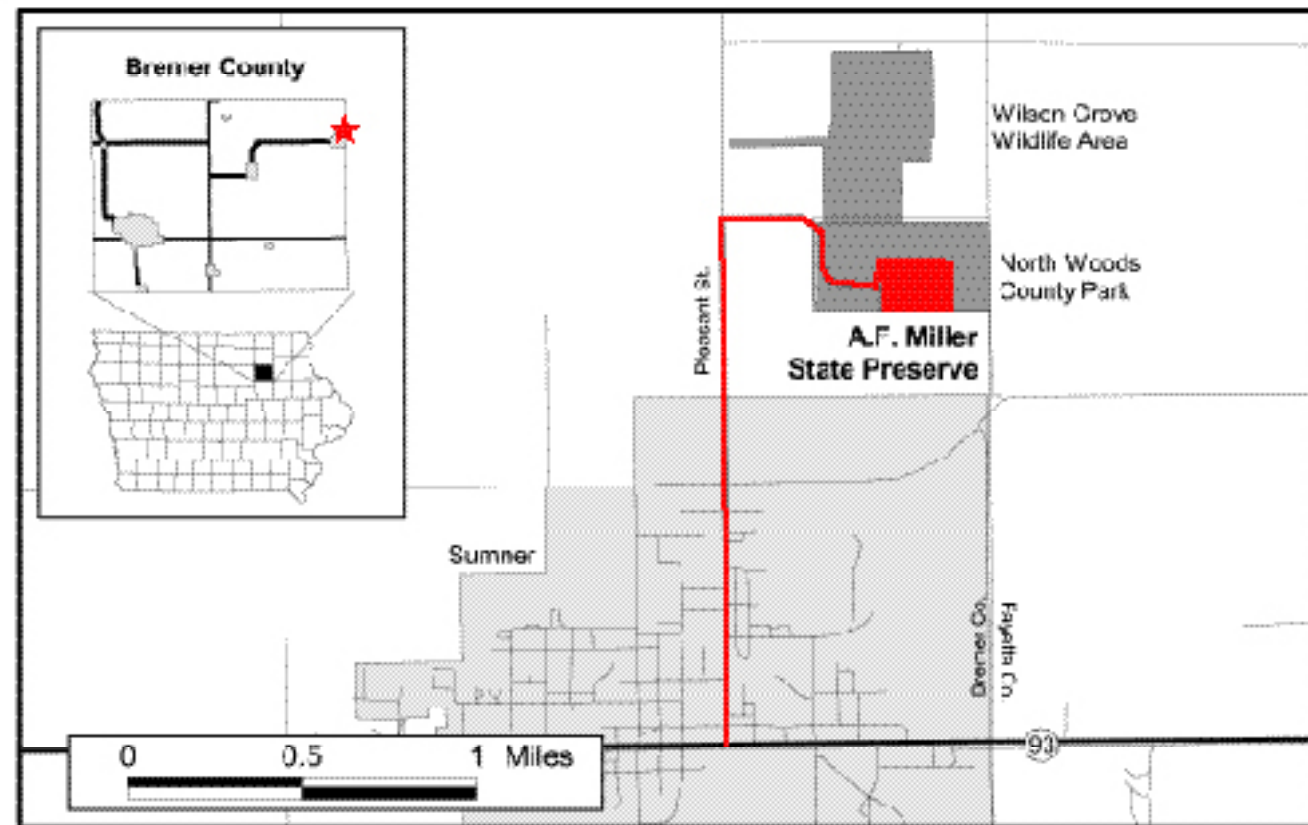 Bremer County
Wilson Grove
Wildlife Area
North Woods
County Park
Pleasant St.
A.F. Miller
State Preserve
Sumner
Bremer Co.
Fayette Co.
93
0 0.5 1 Miles